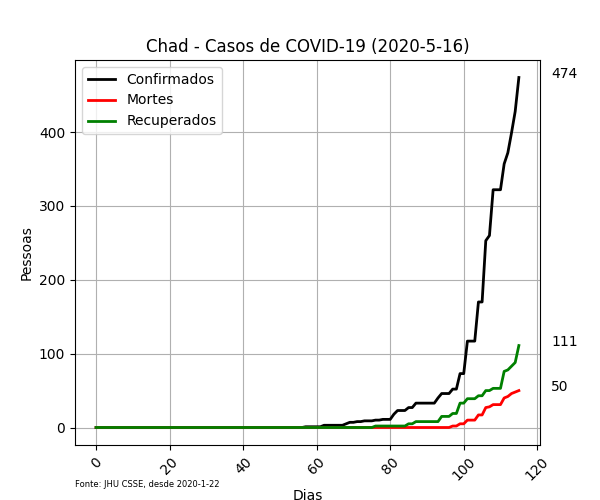 Chad - Casos de COVID-19 (2020-5-16)
Confirmados
Mortes
Recuperados
474
111
50
Pessoas
400
300
200
100
0
0
20
40
60
80
100
120
Fonte: JHU CSSE, desde 2020-1-22
Dias